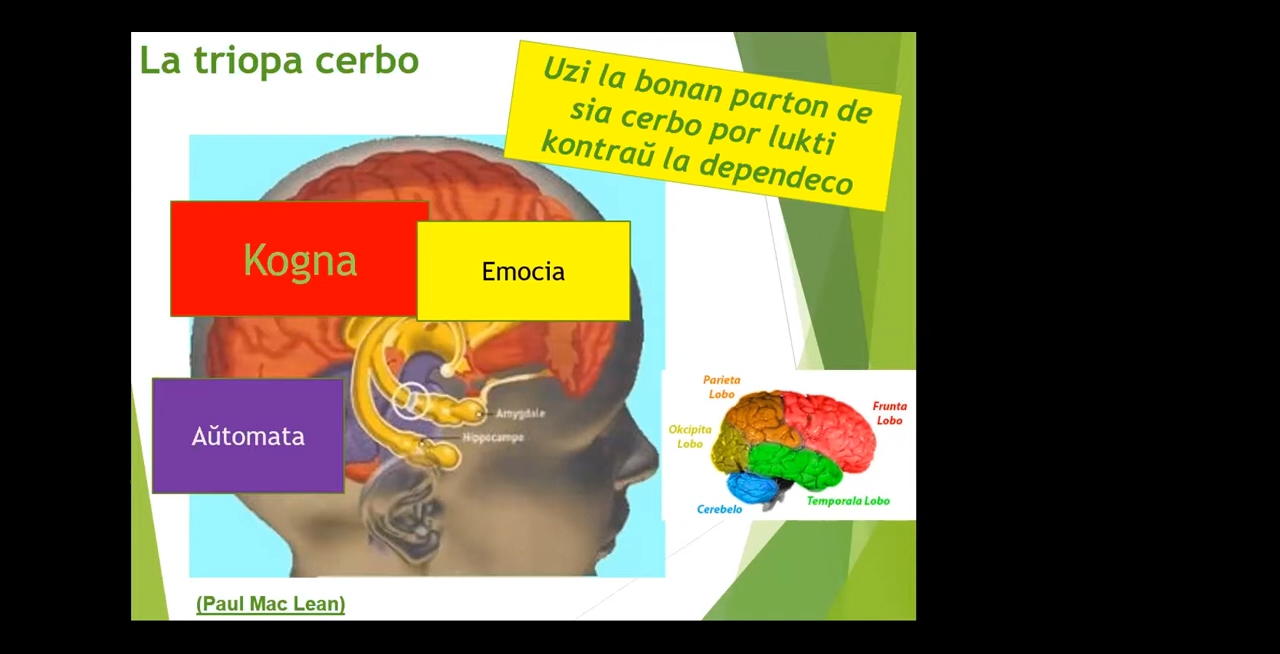 La triopa cerbo
Uzi la bonan parton de
sia cerbo por lukti
kontraŭ la dependeco
Kogna
Emocia
Aŭtomata
Amygdale
Hippocampe
Parieta
Lobo
Frunta
Lobo
Okcipita
Lobo
Temporala Lobo
Cerebelo
(Paul Mac Lean)